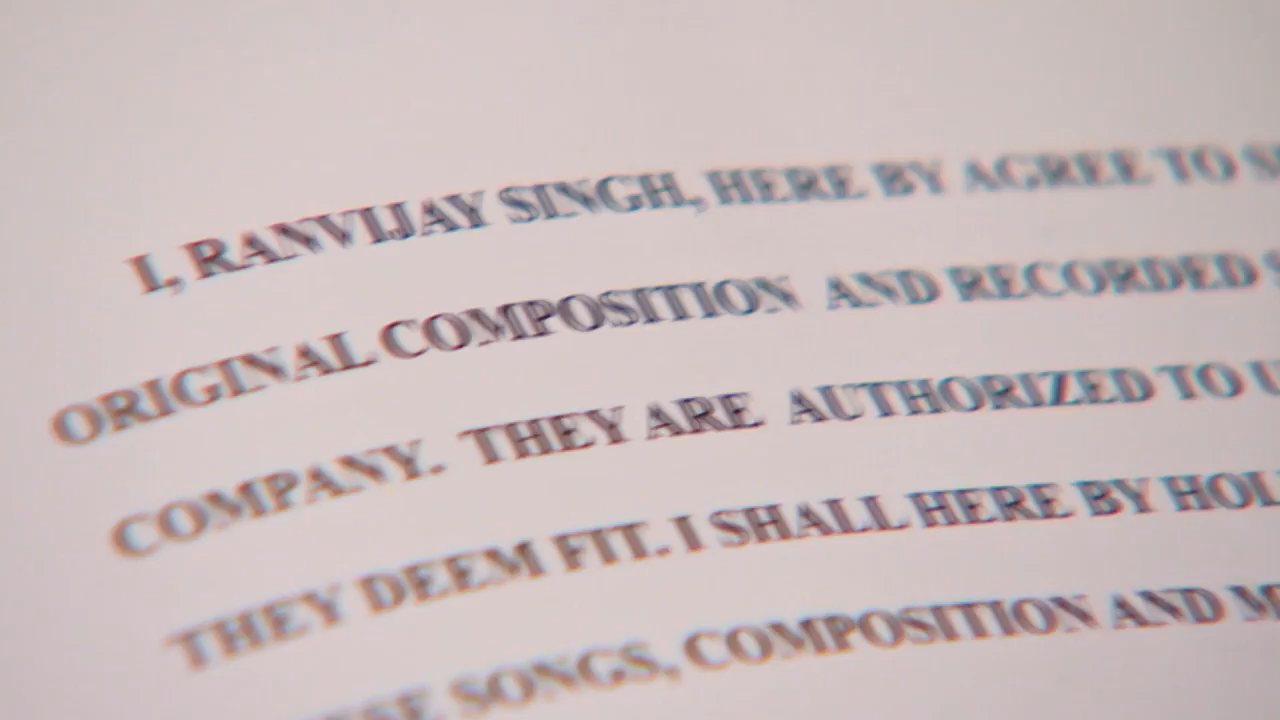 I, RANVIJAY SINGH, HERE BY AGREE TO
ORIGINAL COMPOSITION AND RECORDED
COMPANY. THEY ARE AUTHORIZED TO
THEY DEEM FIT. I SHALL HERE BY
SONGS, COMPOSITION AND